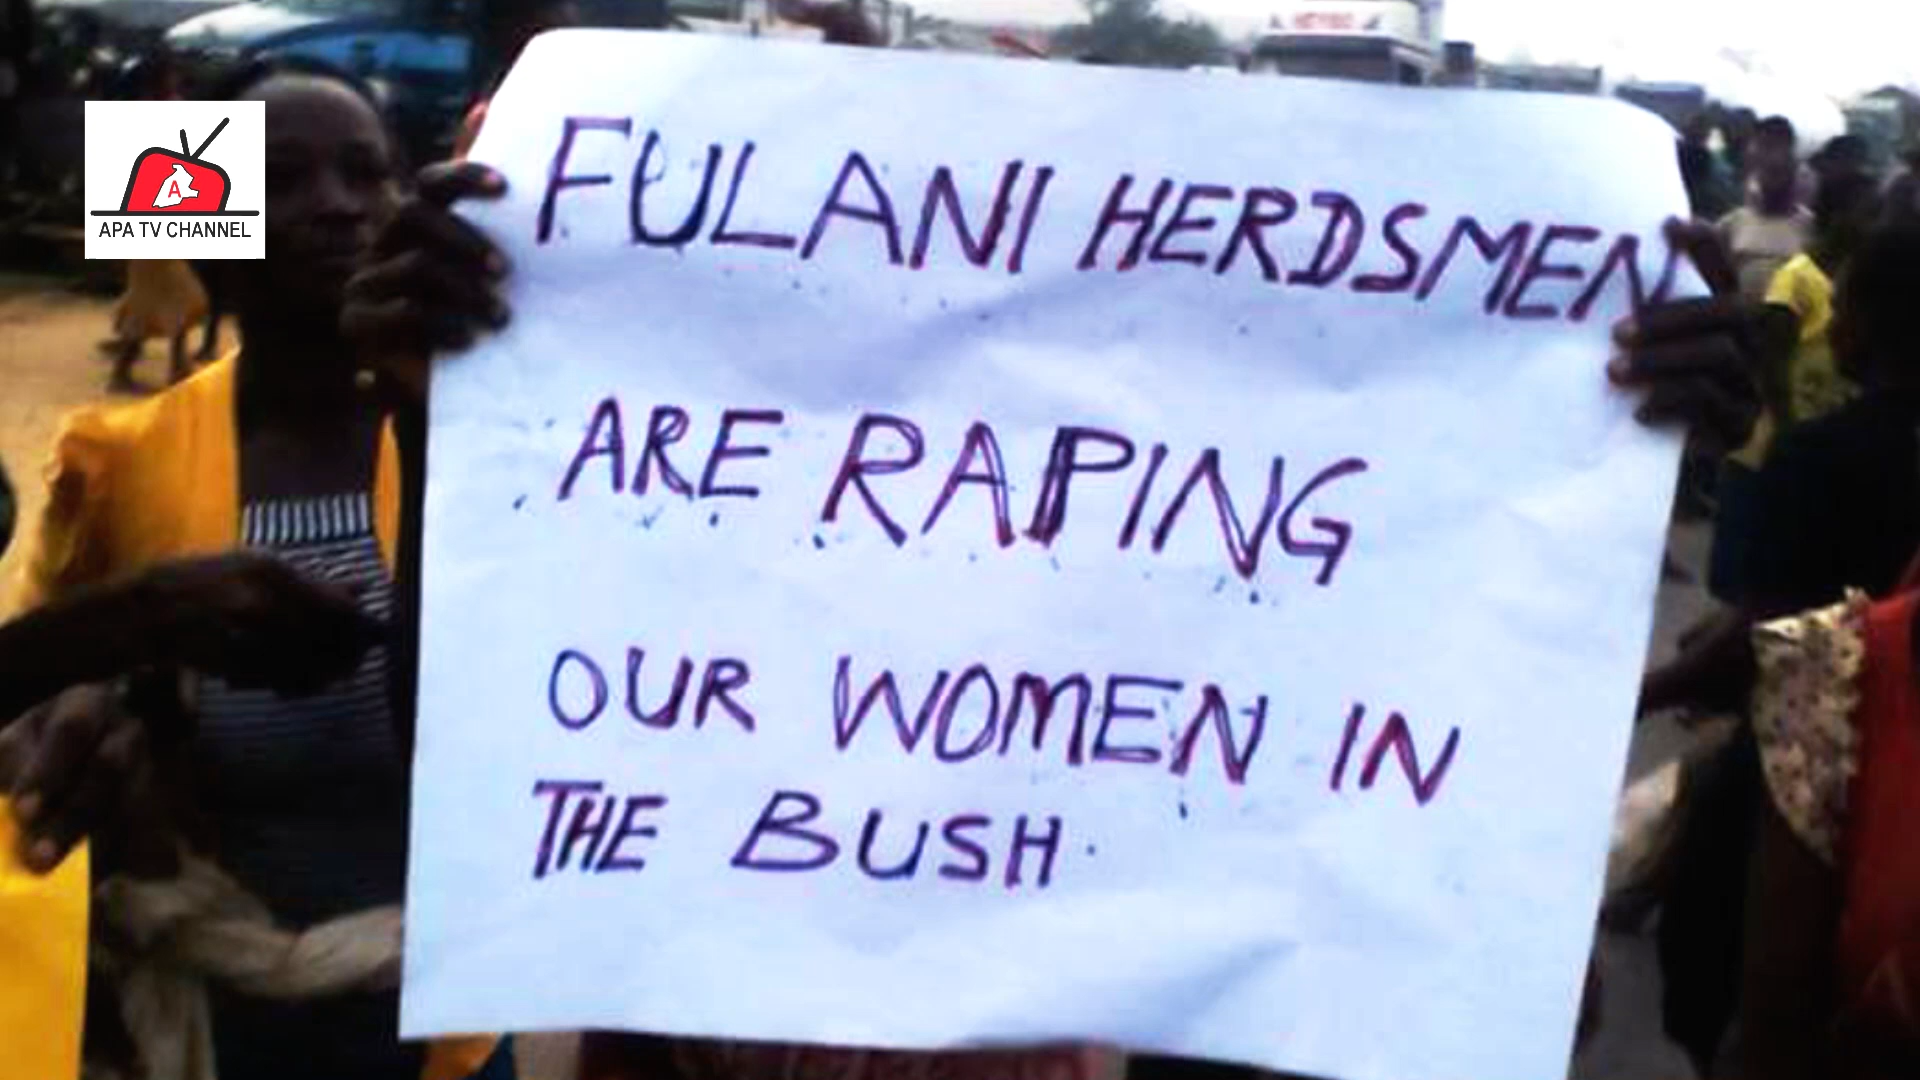 FULANI HERDSMEN
ARE RAPING
OUR WOMEN IN
THE BUSH.
A
APA TV CHANNEL